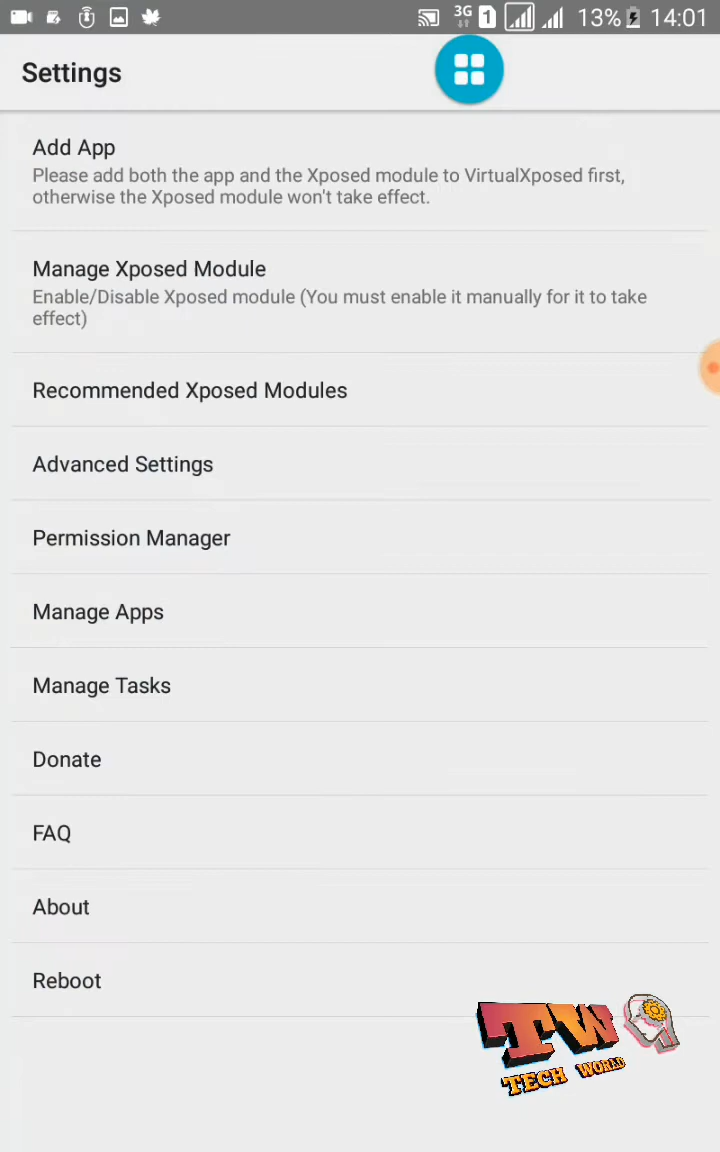 3G 1 13% 14:01
Settings
Add App
Please add both the app and the Xposed module to VirtualXposed first,
otherwise the Xposed module won't take effect.
Manage Xposed Module
Enable/Disable Xposed module (You must enable it manually for it to take
effect)
Recommended Xposed Modules
Advanced Settings
Permission Manager
Manage Apps
Manage Tasks
Donate
FAQ
About
Reboot
TW
TECH WORLD